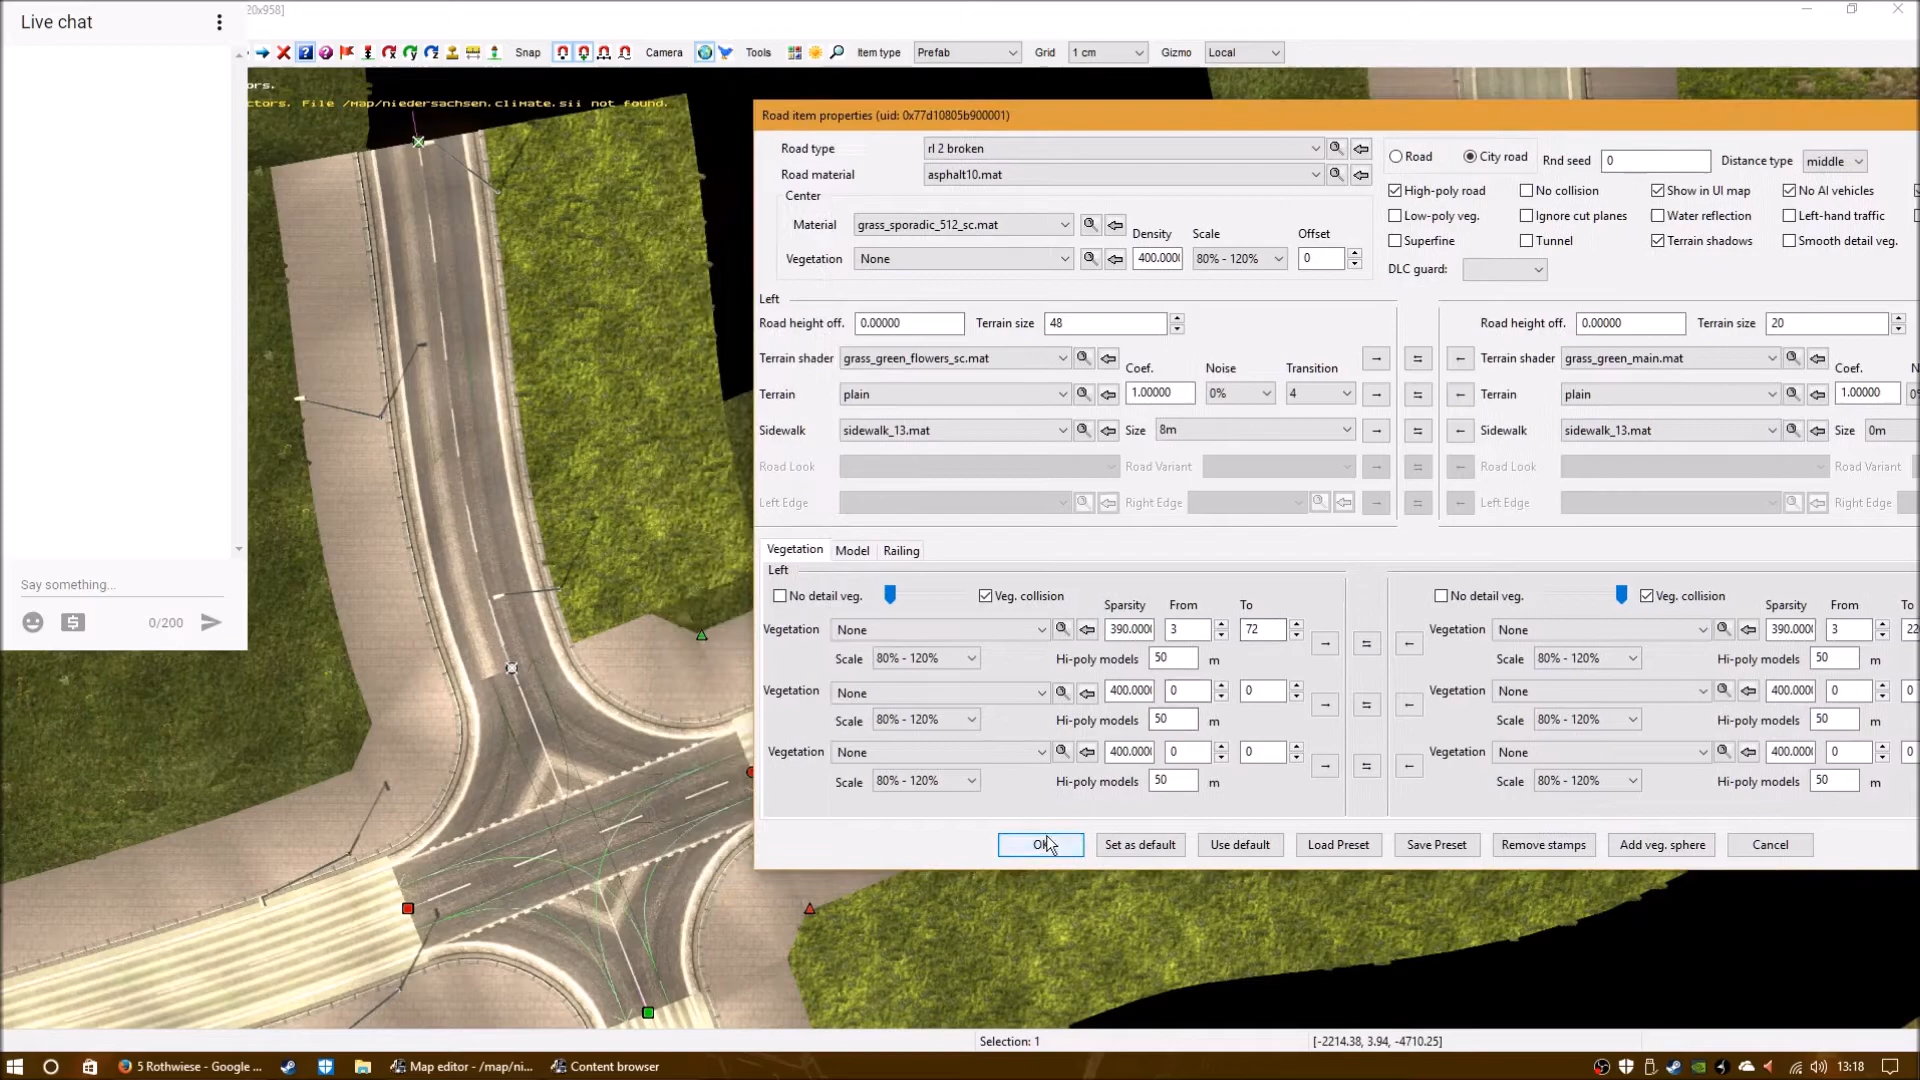 Live chat
20x958]
Snap
Camera
Tools
Item type
Prefab
Grid
1 cm
Gizmo
Local
ors.
ctors. File /map/niedersachsen.climate.sii not found.
Road item properties (uid: 0x77d10805b900001)
Road type
rl 2 broken
Road
City road
Rnd seed
0
Distance type
middle
Road material
asphalt10.mat
Center
High-poly road
No collision
Show in UI map
No AI vehicles
Material
grass_sporadic_512_sc.mat
Density
Scale
Offset
Low-poly veg.
Ignore cut planes
Water reflection
Left-hand traffic
Vegetation
None
400.000
80% - 120%
0
Superfine
Tunnel
Terrain shadows
Smooth detail veg.
DLC guard:
Left
Road height off.
0.00000
Terrain size
48
Road height off.
0.00000
Terrain size
20
Terrain shader
grass_green_flowers_sc.mat
Coef.
Noise
Transition
Terrain shader
grass_green_main.mat
Coef.
Terrain
plain
1.00000
0%
4
Terrain
plain
1.00000
Sidewalk
sidewalk_13.mat
Size
8m
Sidewalk
sidewalk_13.mat
Size
0m
Road Look
Road Variant
Road Look
Road Variant
Left Edge
Right Edge
Left Edge
Right Edge
Vegetation
Model
Railing
Left
No detail veg.
Veg. collision
Sparsity
From
To
No detail veg.
Veg. collision
Sparsity
From
To
Vegetation
None
390.000
3
72
Vegetation
None
390.000
3
22
Scale
80% - 120%
Hi-poly models
50
m
Scale
80% - 120%
Hi-poly models
50
m
Vegetation
None
400.000
0
0
Vegetation
None
400.000
0
0
Scale
80% - 120%
Hi-poly models
50
m
Scale
80% - 120%
Hi-poly models
50
m
Vegetation
None
400.000
0
0
Vegetation
None
400.000
0
0
Scale
80% - 120%
Hi-poly models
50
m
Scale
80% - 120%
Hi-poly models
50
m
Set as default
Use default
Load Preset
Save Preset
Remove stamps
Add veg. sphere
Cancel
Say something...
0/200
Selection: 1
[-2214.38, 3.94, -4710.25]
5 Rothwiese - Google ...
Map editor - /map/ni...
Content browser
13:18